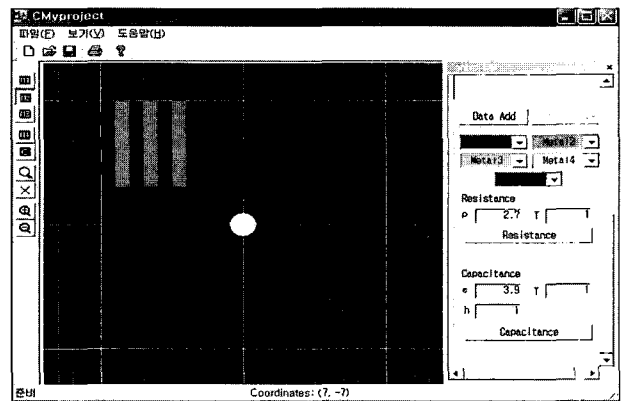 CMyproject
파일(F) 보기(V) 도움말(H)
Data Add
Metal2
Metal3 Metal4
Resistance
ρ 2.7 T 1
Resistance
Capacitance
ε 3.9 T 1
h 1
Capacitance
준비 Coordinates: (7, -7)